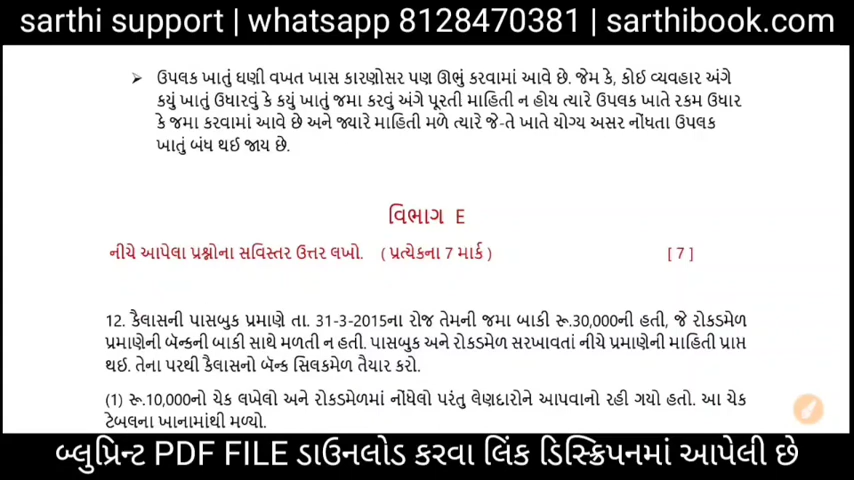 sarthi support | whatsapp 8128470381 | sarthibook.com
➢ ઉપલક ખાતું ઘણી વખત ખાસ કારણોસર પણ ઊભું કરવામાં આવે છે. જેમ કે, કોઈ વ્યવહાર અંગે
કયું ખાતું ઉધારવું કે કયું ખાતું જમા કરવું અંગે પૂરતી માહિતી ન હોય ત્યારે ઉપલક ખાતે રકમ ઉધાર
કે જમા કરવામાં આવે છે અને જ્યારે માહિતી મળે ત્યારે જે-તે ખાતે યોગ્ય અસર નોંધતા ઉપલક
ખાતું બંધ થઈ જાય છે.
વિભાગ E
નીચે આપેલા પ્રશ્નોના સવિસ્તર ઉત્તર લખો. ( પ્રત્યેકના 7 માર્ક ) [ 7 ]
12. કૈલાસની પાસબુક પ્રમાણે તા. 31-3-2015ના રોજ તેમની જમા બાકી રૂ.30,000ની હતી, જે રોકડમેળ
પ્રમાણેની બૅન્કની બાકી સાથે મળતી ન હતી. પાસબુક અને રોકડમેળ સરખાવતાં નીચે પ્રમાણેની માહિતી પ્રાપ્ત
થઈ. તેના પરથી કૈલાસનો બૅન્ક સિલકમેળ તૈયાર કરો.
(1) રૂ.10,000નો ચેક લખેલો અને રોકડમેળમાં નોંધેલો પરંતુ લેણદારોને આપવાનો રહી ગયો હતો. આ ચેક
ટેબલના ખાનામાંથી મળ્યો.
બ્લુપ્રિન્ટ PDF FILE ડાઉનલોડ કરવા લિંક ડિસ્ક્રિપનમાં આપેલી છે